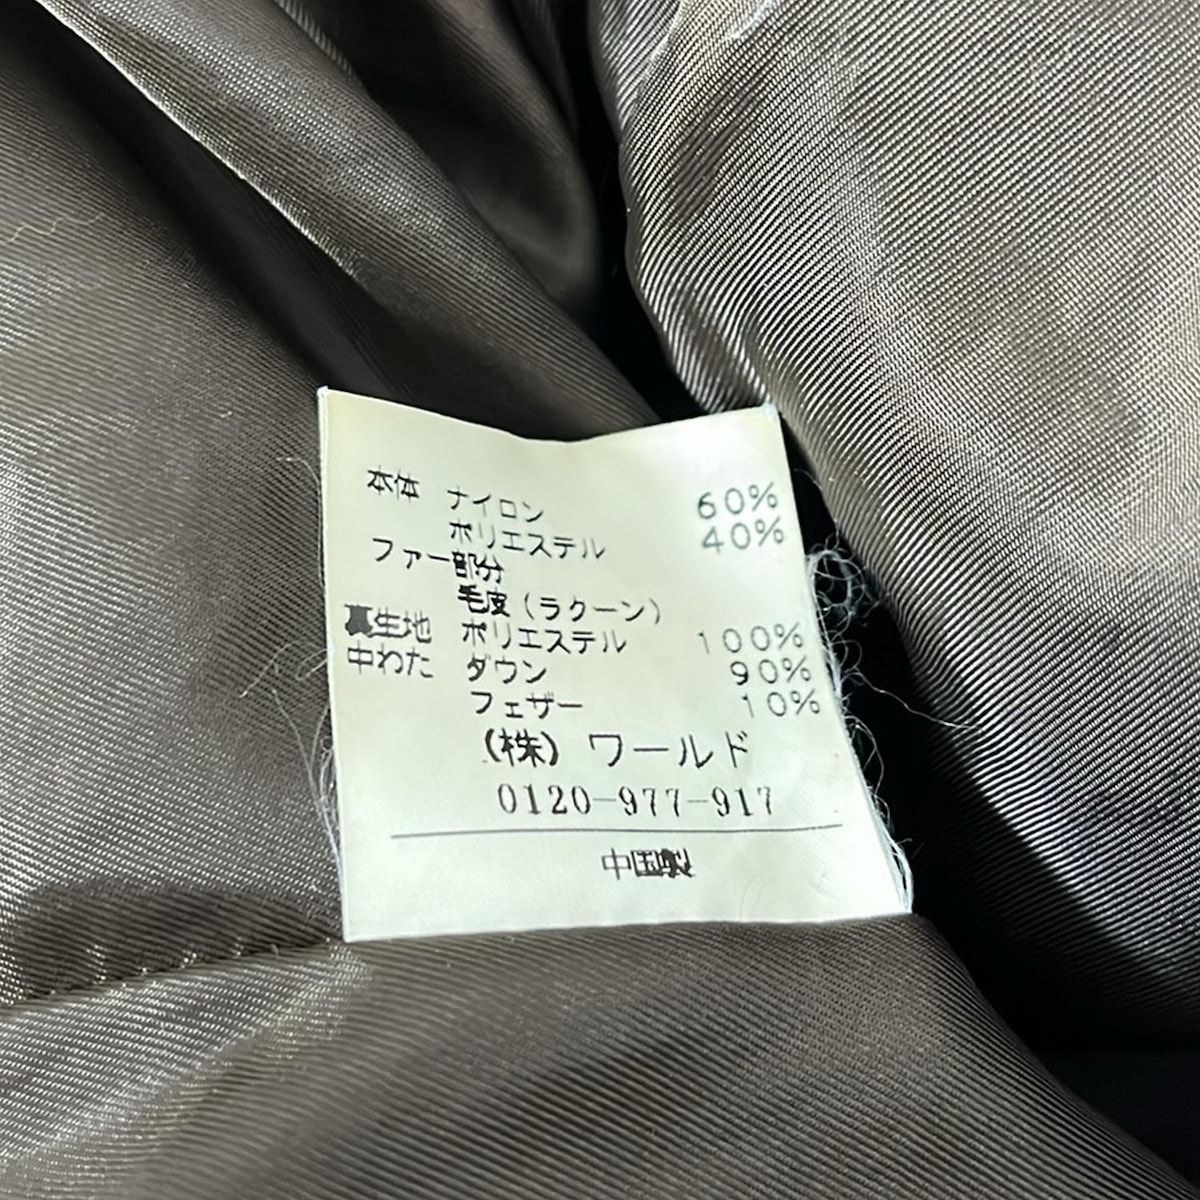 本体 ナイロン 60%
ポリエステル 40%
ファー部分
毛皮（ラクーン）
生地 ポリエステル 100%
中わた ダウン 90%
フェザー 10%
（株）ワールド
0120-977-917
中国製